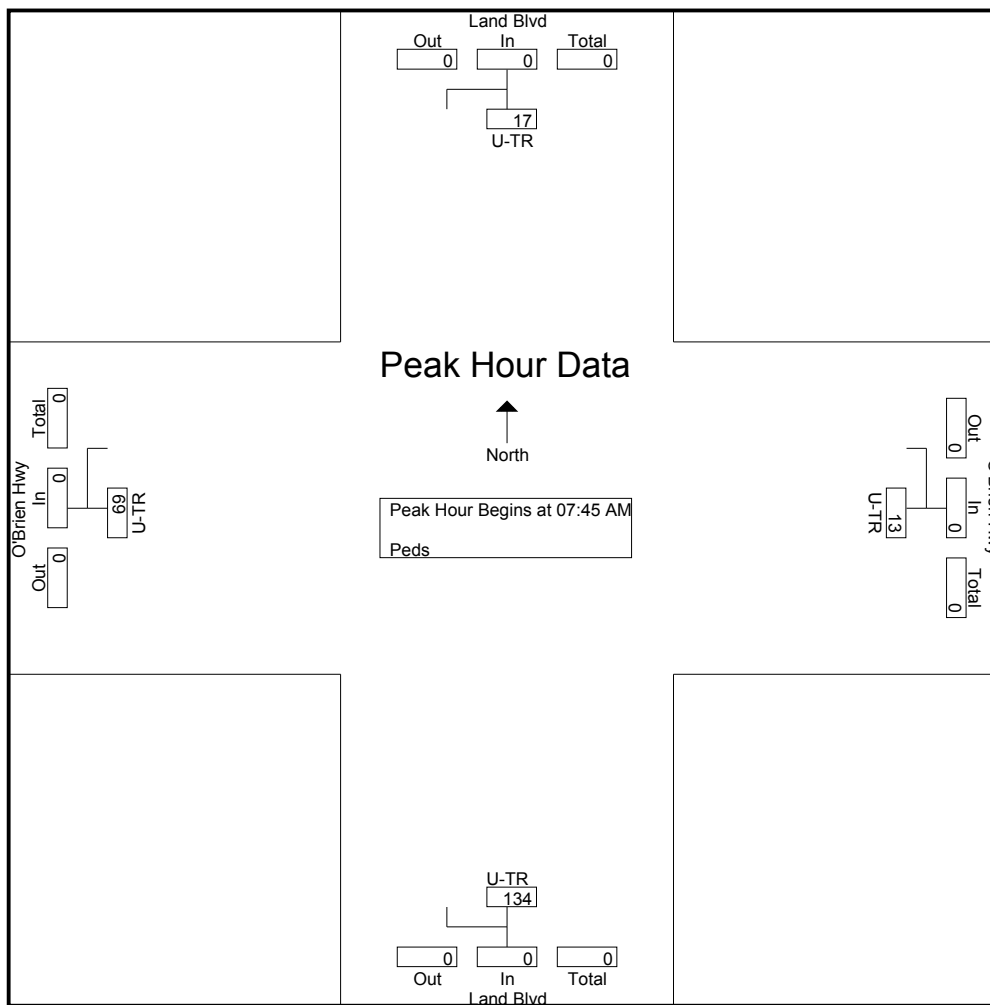 Land Blvd
Out In Total
0 0 0
17
U-TR
Peak Hour Data
North
Peak Hour Begins at 07:45 AM
Peds
O'Brien Hwy
Out In Total
0 0 0
69
U-TR
Out In Total
0 0 0
13
U-TR
U-TR
134
0 0 0
Out In Total
Land Blvd